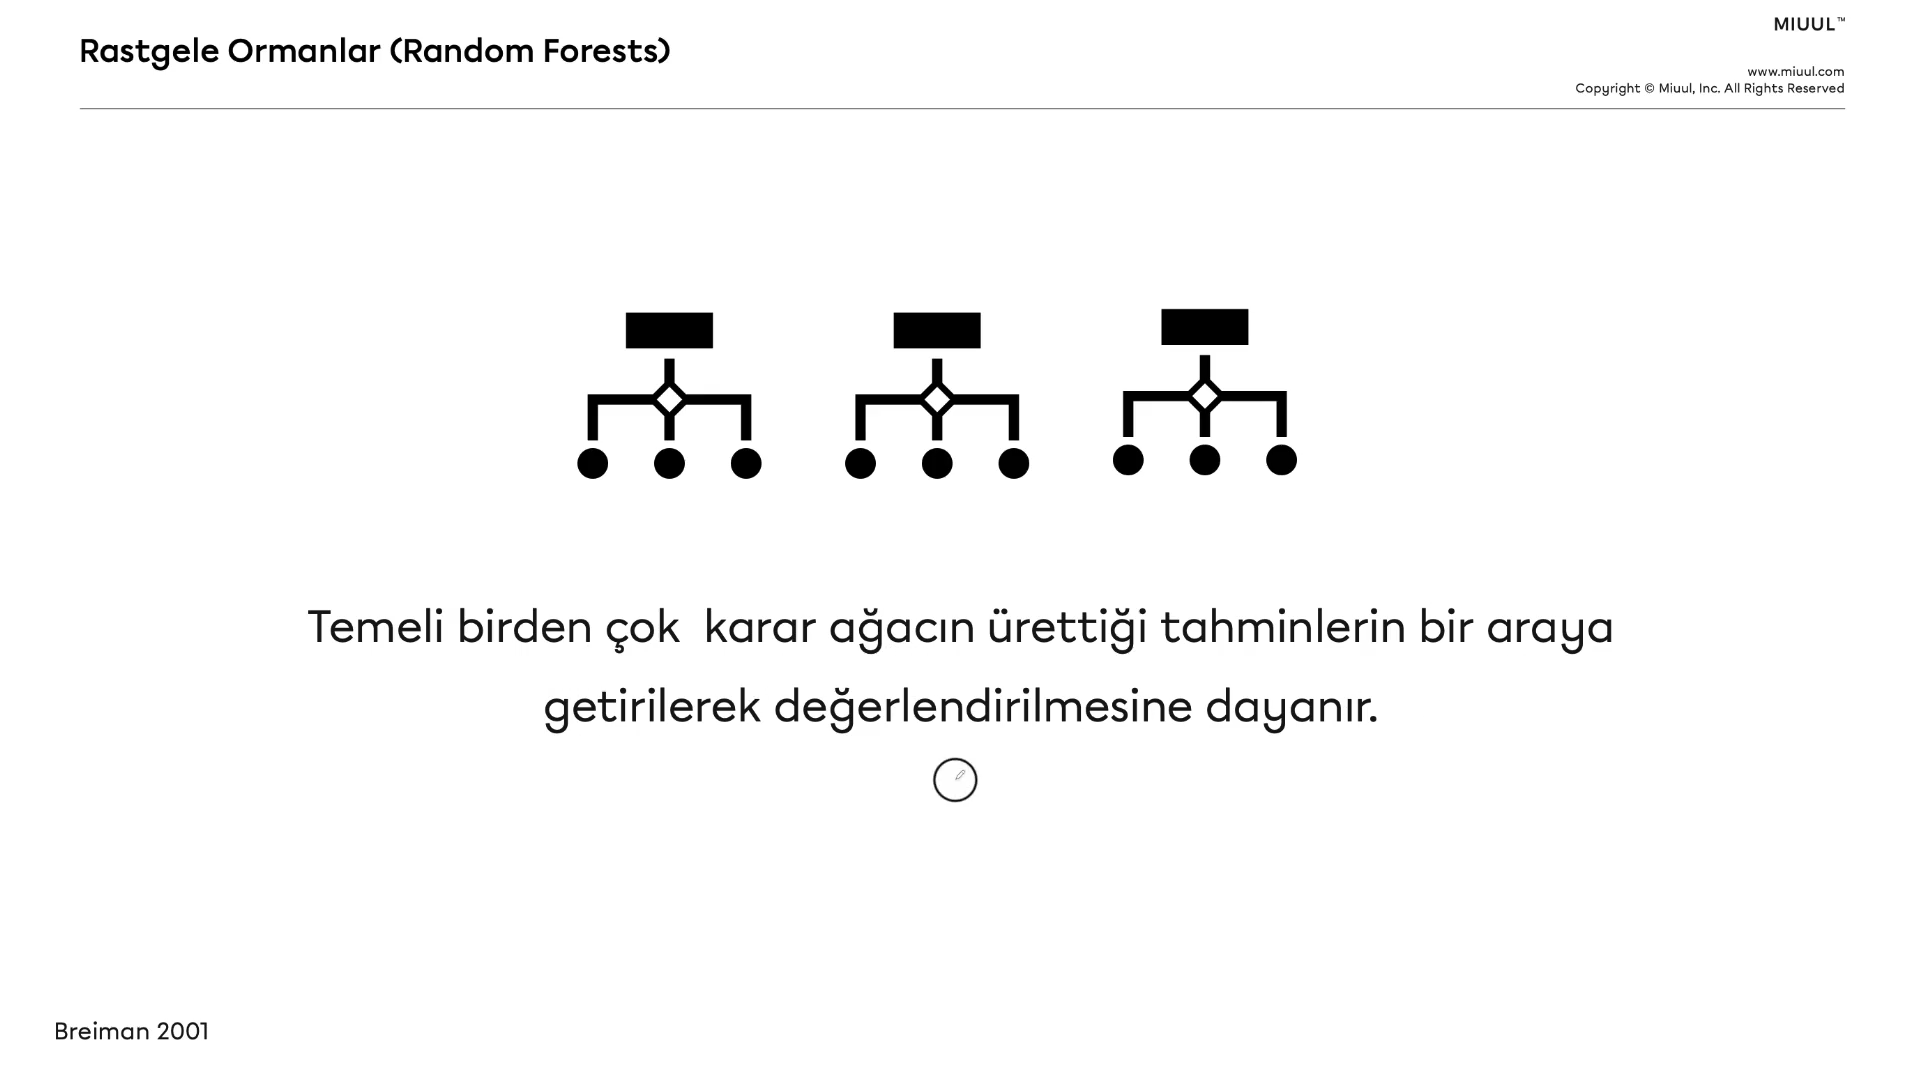 Rastgele Ormanlar (Random Forests)
MIUUL™
www.miuul.com
Copyright © Miuul, Inc. All Rights Reserved
Temeli birden çok karar ağacın ürettiği tahminlerin bir araya
getirilerek değerlendirilmesine dayanır.
Breiman 2001